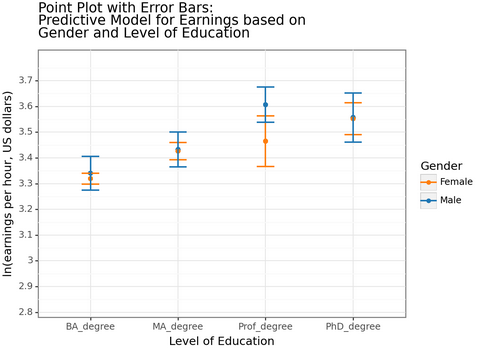 Point Plot with Error Bars:
Predictive Model for Earnings based on
Gender and Level of Education
ln(earnings per hour, US dollars)
3.7
3.6
3.5
3.4
3.3
3.2
3.1
3
2.9
2.8
BA_degree
MA_degree
Prof_degree
PhD_degree
Level of Education
Gender
Female
Male